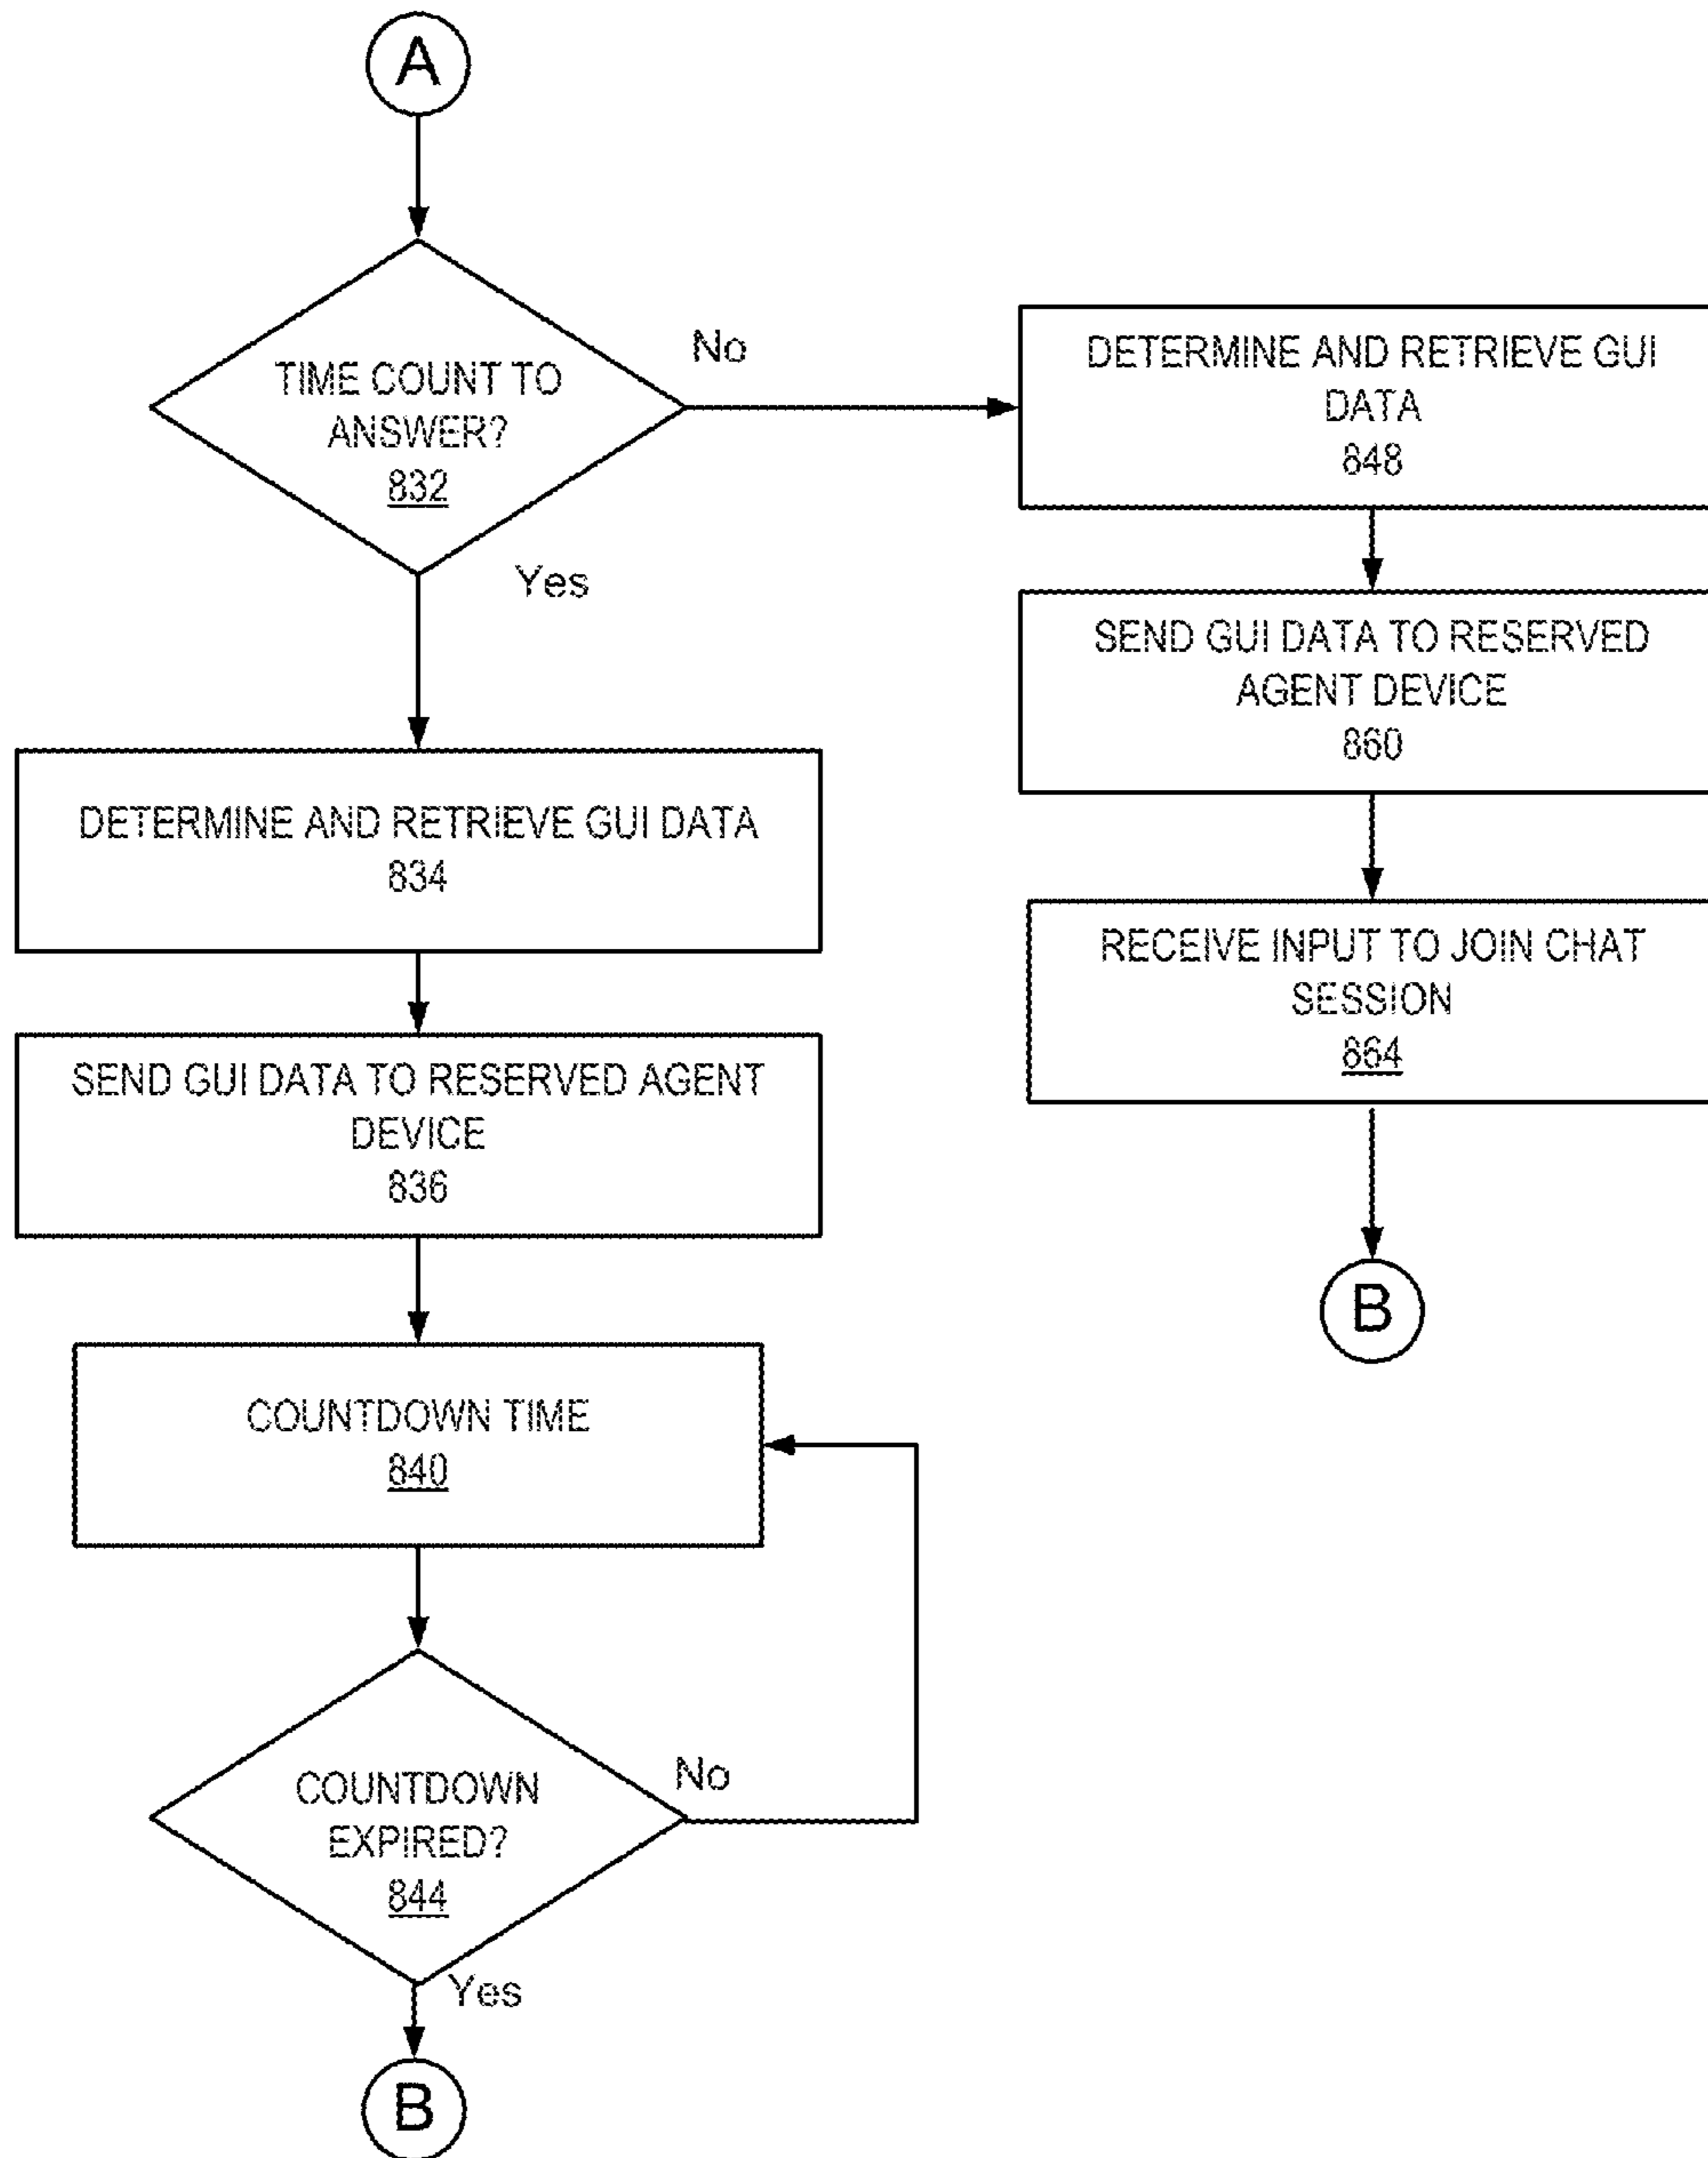 A
TIME COUNT TO
ANSWER?
832
No
Yes
DETERMINE AND RETRIEVE GUI
DATA
848
SEND GUI DATA TO RESERVED
AGENT DEVICE
860
RECEIVE INPUT TO JOIN CHAT
SESSION
864
B
DETERMINE AND RETRIEVE GUI DATA
834
SEND GUI DATA TO RESERVED AGENT
DEVICE
836
COUNTDOWN TIME
840
COUNTDOWN
EXPIRED?
844
No
Yes
B